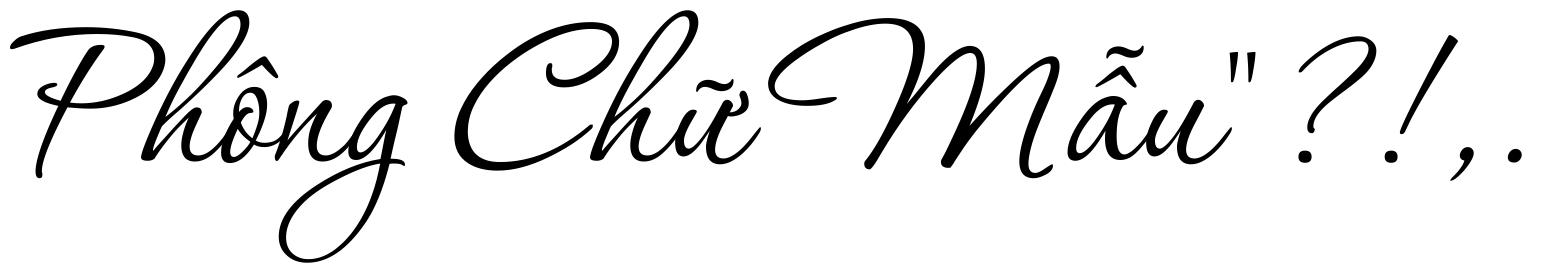 Phông Chữ Mẫu" ? ! , .